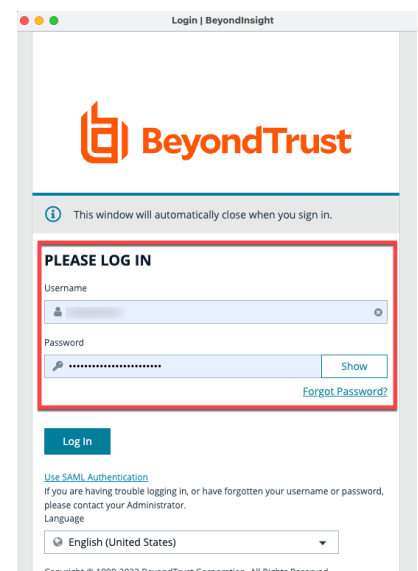 Login | BeyondInsight
BeyondTrust
This window will automatically close when you sign in.
PLEASE LOG IN
Username
Password
•••••••••••••••••••••••
Show
Forgot Password?
Log In
Use SAML Authentication
If you are having trouble logging in, or have forgotten your username or password,
please contact your Administrator.
Language
English (United States)